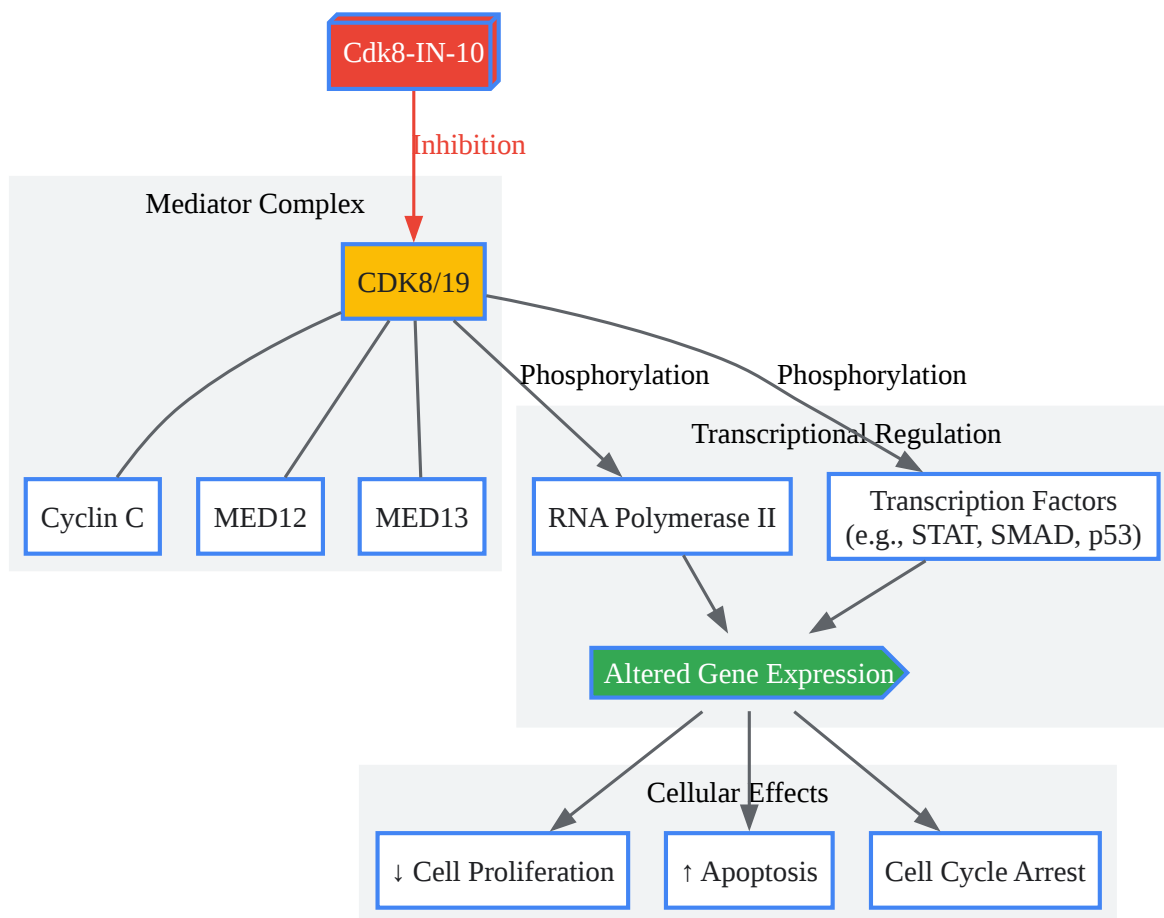 Cdk8-IN-10
Inhibition
Mediator Complex
CDK8/19
Phosphorylation
Phosphorylation
Transcriptional Regulation
Cyclin C
MED12
MED13
RNA Polymerase II
Transcription Factors
(e.g., STAT, SMAD, p53)
Altered Gene Expression
Cellular Effects
↓ Cell Proliferation
↑ Apoptosis
Cell Cycle Arrest